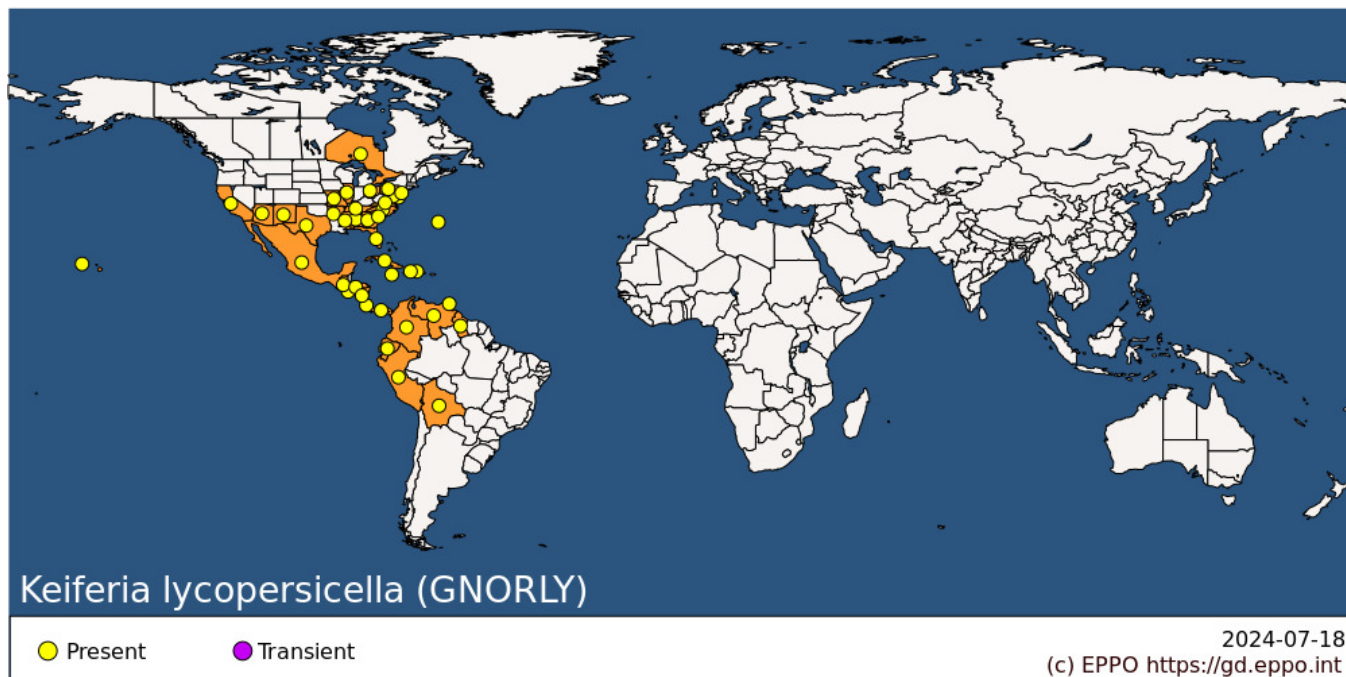 Keiferia lycopersicella (GNORLY)
Present
Transient
2024-07-18
(c) EPPO https://gd.eppo.int